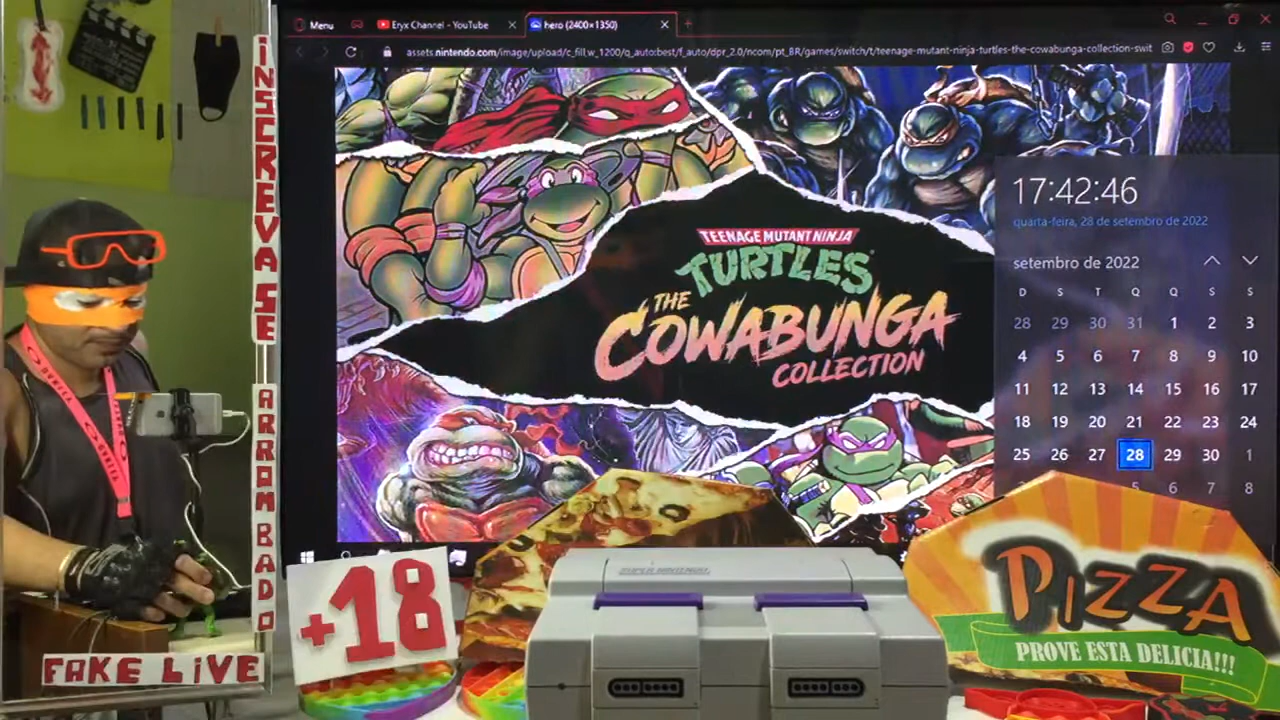 Menu
Eryx Channel - YouTube
hero (2400×1350)
assets.nintendo.com/image/upload/c_fill,w_1200/q_auto:best/f_auto/dpr_2.0/ncom/pt_BR/games/switch/t/teenage-mutant-ninja-turtles-the-cowabunga-collection-swit
INSCREVA SE
ARROMBADO
TEENAGE MUTANT NINJA
TURTLES
THE
COWABUNGA
COLLECTION
17:42:46
quarta-feira, 28 de setembro de 2022
setembro de 2022
D S T Q Q S S
28 29 30 31 1 2 3
4 5 6 7 8 9 10
11 12 13 14 15 16 17
18 19 20 21 22 23 24
25 26 27 28 29 30 1
5 6 7 8
+18
FAKE LIVE
SUPER NINTENDO
PIZZA
PROVE ESTA DELICIA!!!